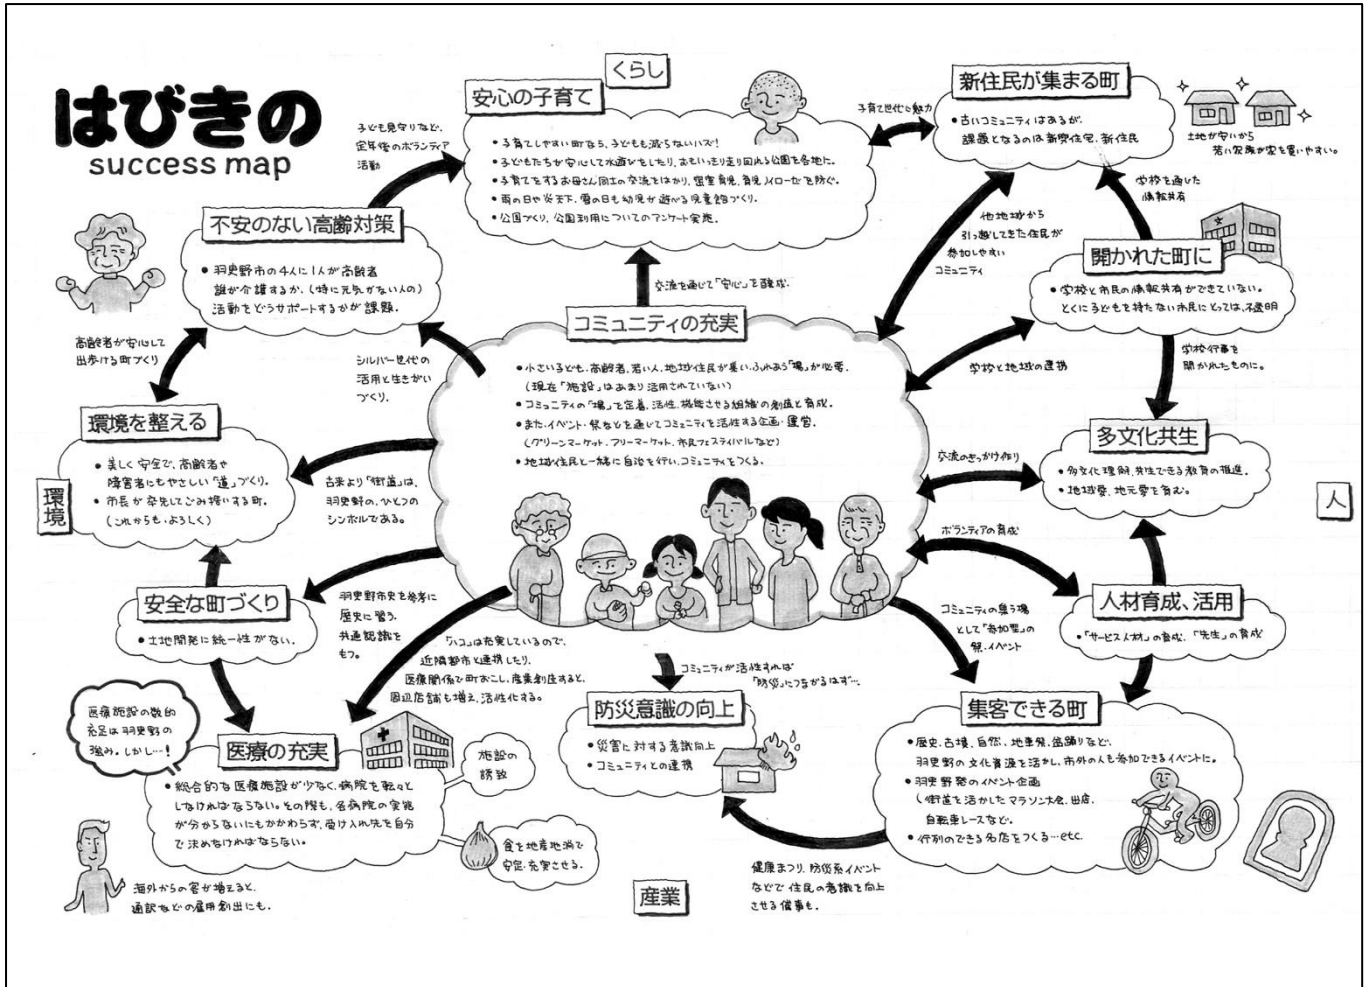 はびきの
success map
くらし
安心の子育て
・子育てしやすい町なら、子どもも減らないハズ!
・子どもたちが安心して水遊びをしたり、おもいっきり走り回れる公園を各地に。
・子育てをするお母さん同士の交流をはかり、密室育児、育児ノイローゼを防ぐ。
・雨の日や炎天下、雪の日も幼児が遊べる児童館づくり。
・公園づくり、公園利用についてのアンケート実施。
子育て世代に魅力
新住民が集まる町
・古いコミュニティはあるが、
課題となるのは新興住宅、新住民
土地が安いから
若い家族が家を買いやすい。
子ども見守りなど、
定年後のボランティア
活動
不安のない高齢対策
・羽曳野市の4人に1人が高齢者
誰が介護するか、(特に元気がない人の)
活動をどうサポートするかが課題。
学校を通じた
情報共有
他地域から
引っ越してきた住民が
参加しやすい
コミュニティ
開かれた町に
・学校と市民の情報共有ができていない。
とくに子どもを持たない市民にとっては、不透明
交流を通じて「安心」を醸成。
コミュニティの充実
・小さい子ども、高齢者、若い人、地域住民が集い、ふれあう「場」が必要。
(現在「施設」はあまり活用されていない)
・コミュニティの「場」を定着、活性、機能させる組織の創造と育成。
・また、イベント・祭などを通じてコミュニティを活性する企画・運営。
(グリーンマーケット、フリーマーケット、市民フェスティバルなど)
・地域住民と一緒に自治を行い、コミュニティをつくる。
高齢者が安心して
出歩ける町づくり
シルバー世代の
活用と生きがい
づくり。
学校と地域の連携
学校行事を
開かれたものに。
環境を整える
・美しく安全で、高齢者や
障害者にもやさしい「道」づくり。
・市長が率先してごみ拾いする町。
(これからも、ようしく)
環境
古来より「街道」は、
羽曳野の、ひとつの
シンボルである。
多文化共生
・多文化理解、共生できる教育の推進。
・地域愛、地元愛を育む。
交流のきっかけ作り
人
ボランティアの育成
安全な町づくり
・土地開発に統一性がない。
羽曳野市史を参考に
歴史に習う。
共通認識を
もつ。
人材育成、活用
・「サービス人材」の育成、「先生」の育成
コミュニティの集う場
として「参加型」の
祭・イベント
「ハコ」は充実しているので、
近隣都市と連携したり、
医療関係で町おこし、産業創造すると、
周辺店舗も増え、活性化する。
コミュニティが活性すれば
「防災」につながるはず…。
防災意識の向上
・災害に対する意識向上
・コミュニティとの連携
集客できる町
・歴史、古墳、自然、地車祭、盆踊りなど、
羽曳野の文化資源を活かし、市外の人も参加できるイベントに。
・羽曳野発のイベント企画
(街道を活かしたマラソン大会、出店、
自転車レースなど。
・行列のできる名店をつくる…etc.
医療施設の数的
充足は羽曳野の
強み。しかし…!
医療の充実
・総合的な医療施設が少なく、病院を転々と
しなければならない。その際も、各病院の実態
が分からないにもかかわらず、受け入れ先を自分
で決めなければならない。
施設の
誘致
食を地産地消で
安定・充実させる。
海外からの客が増えると、
通訳などの雇用創出にも。
健康まつり、防災系イベント
などで住民の意識を向上
させる催事も。
産業